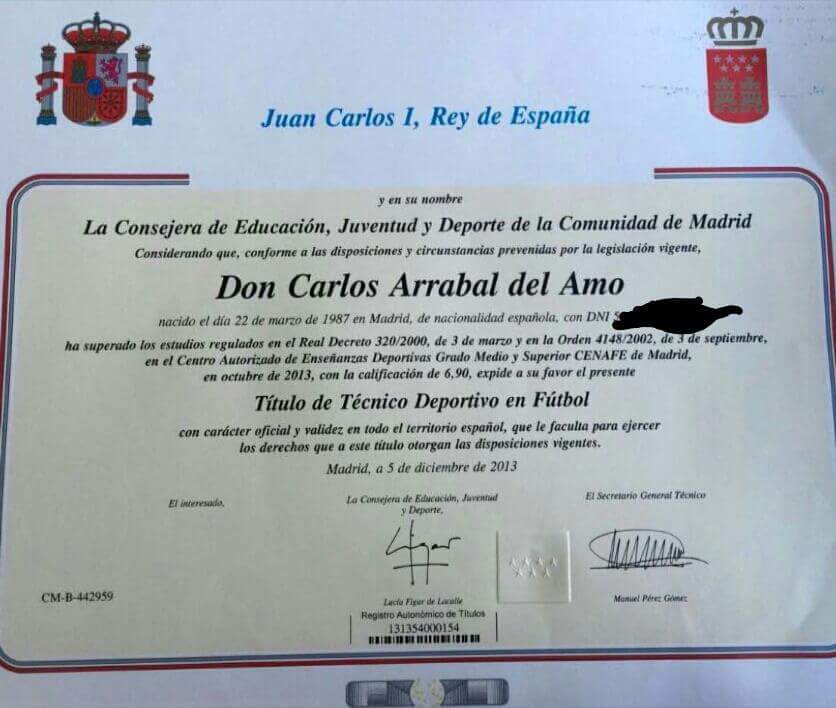 Juan Carlos I, Rey de España
y en su nombre
La Consejera de Educación, Juventud y Deporte de la Comunidad de Madrid
Considerando que, conforme a las disposiciones y circunstancias prevenidas por la legislación vigente,
Don Carlos Arrabal del Amo
nacido el día 22 de marzo de 1987 en Madrid, de nacionalidad española, con DNI
ha superado los estudios regulados en el Real Decreto 320/2000, de 3 de marzo y en la Orden 4148/2002, de 3 de septiembre,
en el Centro Autorizado de Enseñanzas Deportivas Grado Medio y Superior CENAFE de Madrid,
en octubre de 2013, con la calificación de 6,90, expide a su favor el presente
Título de Técnico Deportivo en Fútbol
con carácter oficial y validez en todo el territorio español, que le faculta para ejercer
los derechos que a este título otorgan las disposiciones vigentes.
Madrid, a 5 de diciembre de 2013
El interesado,
La Consejera de Educación, Juventud
y Deporte,
El Secretario General Técnico
Lucía Figar de Lacalle
Manuel Pérez Gómez
CM-B-442959
Registro Autonómico de Títulos
131354000154